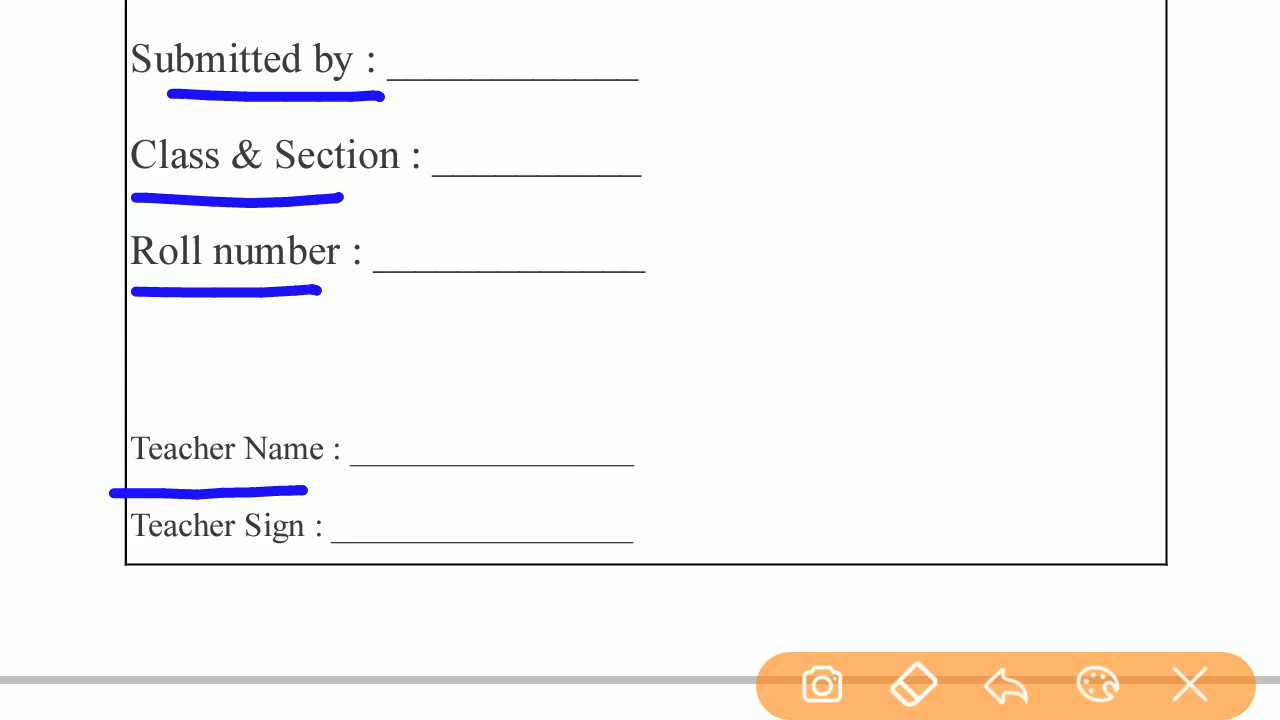 Submitted by : ____________
Class & Section : __________
Roll number : _____________
Teacher Name : _________________
Teacher Sign : __________________